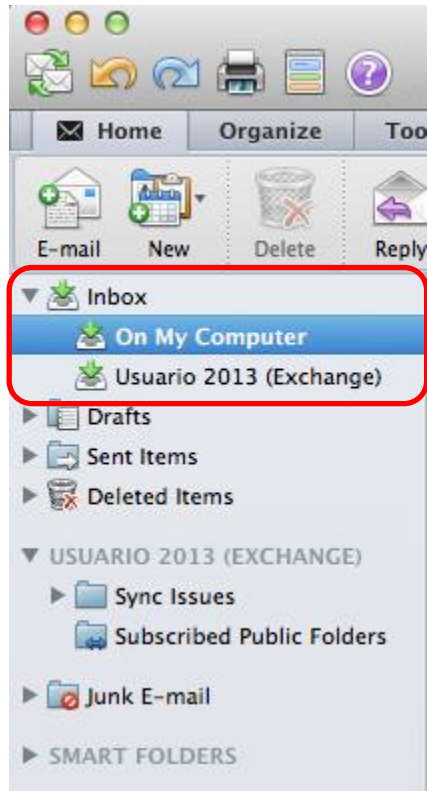 Home Organize Too
E-mail New Delete Reply
Inbox
On My Computer
Usuario 2013 (Exchange)
Drafts
Sent Items
Deleted Items
USUARIO 2013 (EXCHANGE)
Sync Issues
Subscribed Public Folders
Junk E-mail
SMART FOLDERS